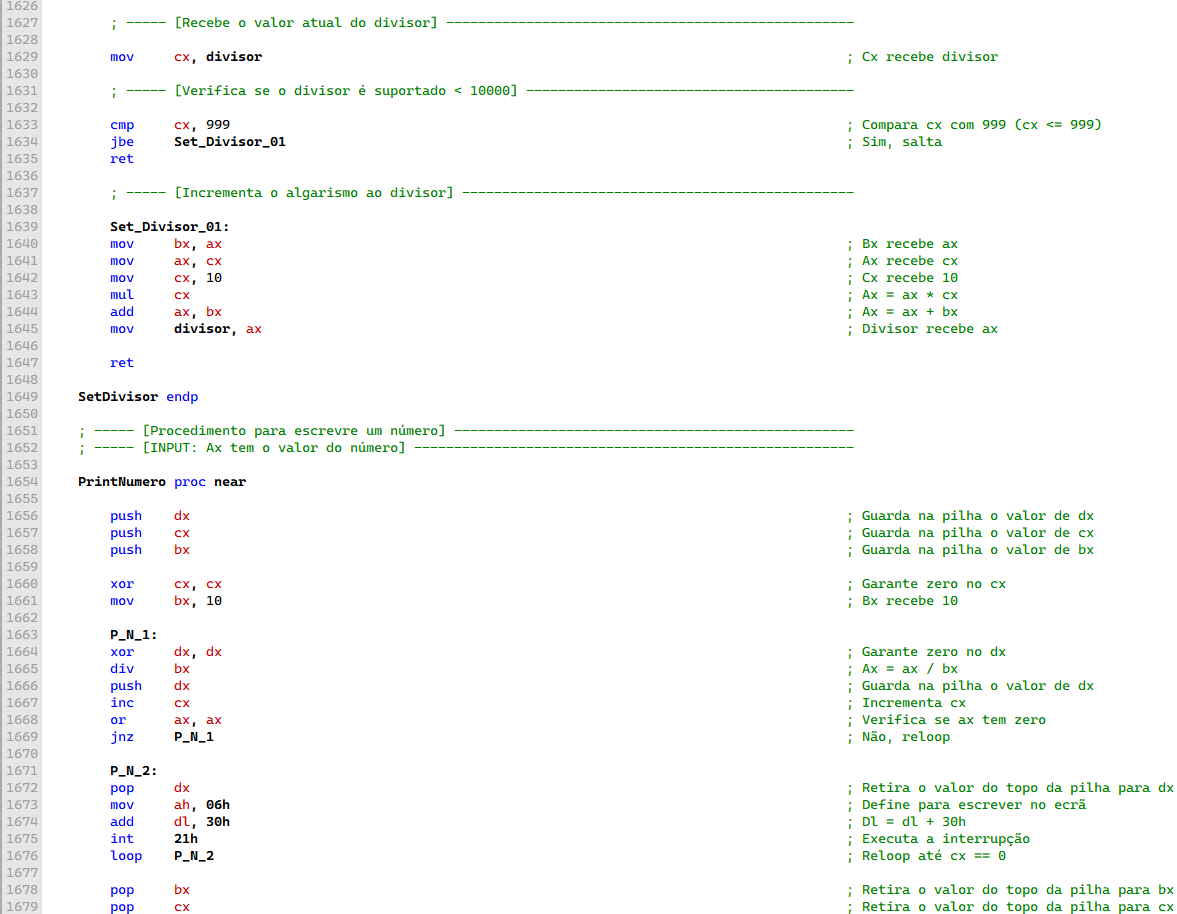 1626
1627 ; ----- [Recebe o valor atual do divisor] ---------------------------------------------------
1628
1629 mov cx, divisor ; Cx recebe divisor
1630
1631 ; ----- [Verifica se o divisor é suportado < 10000] -----------------------------------------
1632
1633 cmp cx, 999 ; Compara cx com 999 (cx <= 999)
1634 jbe Set_Divisor_01 ; Sim, salta
1635 ret
1636
1637 ; ----- [Incrementa o algarismo ao divisor] -------------------------------------------------
1638
1639 Set_Divisor_01:
1640 mov bx, ax ; Bx recebe ax
1641 mov ax, cx ; Ax recebe cx
1642 mov cx, 10 ; Cx recebe 10
1643 mul cx ; Ax = ax * cx
1644 add ax, bx ; Ax = ax + bx
1645 mov divisor, ax ; Divisor recebe ax
1646
1647 ret
1648
1649 SetDivisor endp
1650
1651 ; ----- [Procedimento para escrevre um número] --------------------------------------------------
1652 ; ----- [INPUT: Ax tem o valor do número] -------------------------------------------------------
1653
1654 PrintNumero proc near
1655
1656 push dx ; Guarda na pilha o valor de dx
1657 push cx ; Guarda na pilha o valor de cx
1658 push bx ; Guarda na pilha o valor de bx
1659
1660 xor cx, cx ; Garante zero no cx
1661 mov bx, 10 ; Bx recebe 10
1662
1663 P_N_1:
1664 xor dx, dx ; Garante zero no dx
1665 div bx ; Ax = ax / bx
1666 push dx ; Guarda na pilha o valor de dx
1667 inc cx ; Incrementa cx
1668 or ax, ax ; Verifica se ax tem zero
1669 jnz P_N_1 ; Não, reloop
1670
1671 P_N_2:
1672 pop dx ; Retira o valor do topo da pilha para dx
1673 mov ah, 06h ; Define para escrever no ecrã
1674 add dl, 30h ; Dl = dl + 30h
1675 int 21h ; Executa a interrupção
1676 loop P_N_2 ; Reloop até cx == 0
1677
1678 pop bx ; Retira o valor do topo da pilha para bx
1679 pop cx ; Retira o valor do topo da pilha para cx